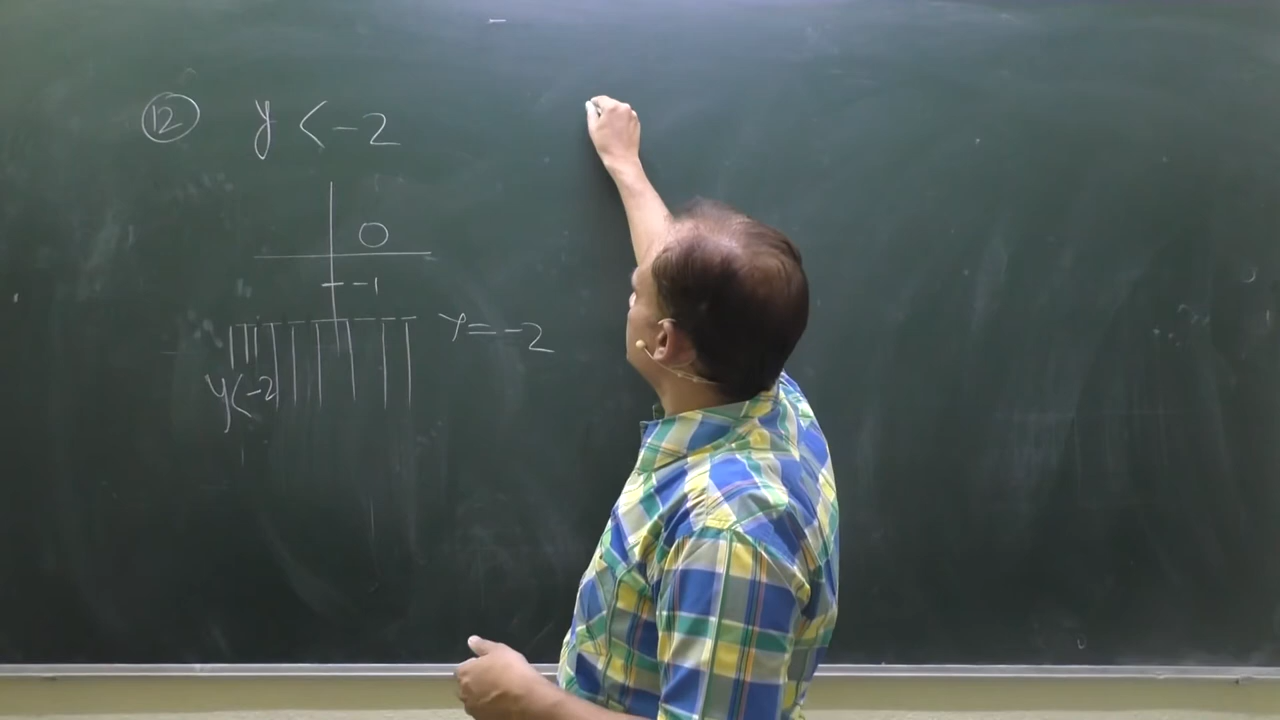 12 y < -2
0
-1
y = -2
y < -2